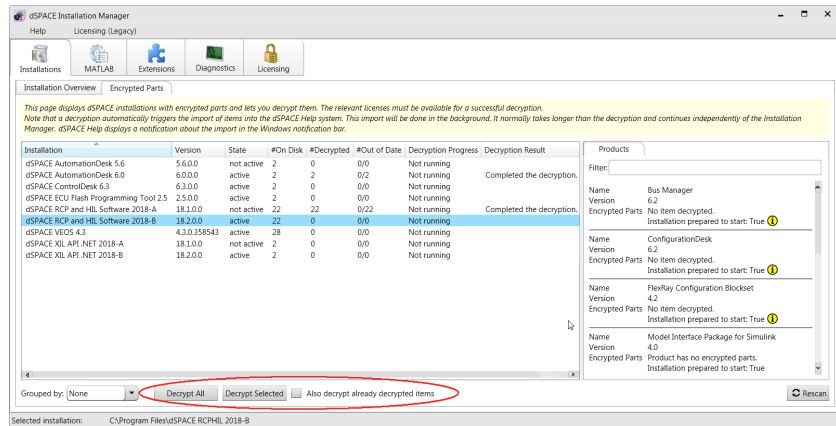 dSPACE Installation Manager
Help Licensing (Legacy)
Installations MATLAB Extensions Diagnostics Licensing
Installation Overview Encrypted Parts
This page displays dSPACE installations with encrypted parts and lets you decrypt them. The relevant licenses must be available for a successful decryption.
Note that a decryption automatically triggers the import of items into the dSPACE Help system. This import will be done in the background. It normally takes longer than the decryption and continues independently of the Installation
Manager. dSPACE Help displays a notification about the import in the Windows notification bar.
Installation Version State #On Disk #Decrypted #Out of Date Decryption Progress Decryption Result
dSPACE AutomationDesk 5.6 5.6.0.0 not active 2 0 0/0 Not running
dSPACE AutomationDesk 6.0 6.0.0.0 active 2 2 0/2 Not running Completed the decryption.
dSPACE ControlDesk 6.3 6.3.0.0 active 2 0 0/0 Not running
dSPACE ECU Flash Programming Tool 2.5 2.5.0.0 active 2 0 0/0 Not running
dSPACE RCP and HIL Software 2018-A 18.1.0.0 not active 22 22 0/22 Not running Completed the decryption.
dSPACE RCP and HIL Software 2018-B 18.2.0.0 active 22 0 0/0 Not running
dSPACE VEOS 4.3 4.3.0.358543 active 28 0 0/0 Not running
dSPACE XIL API .NET 2018-A 18.1.0.0 not active 2 0 0/0 Not running
dSPACE XIL API .NET 2018-B 18.2.0.0 active 2 0 0/0 Not running
Products
Filter:
Name Bus Manager
Version 6.2
Encrypted Parts No item decrypted.
Installation prepared to start: True
Name ConfigurationDesk
Version 6.2
Encrypted Parts No item decrypted.
Installation prepared to start: True
Name FlexRay Configuration Blockset
Version 4.2
Encrypted Parts No item decrypted.
Installation prepared to start: True
Name Model Interface Package for Simulink
Version 4.0
Encrypted Parts Product has no encrypted parts.
Installation prepared to start: True
Grouped by: None Decrypt All Decrypt Selected Also decrypt already decrypted items Rescan
Selected installation: C:\Program Files\dSPACE RCPHIL 2018-B